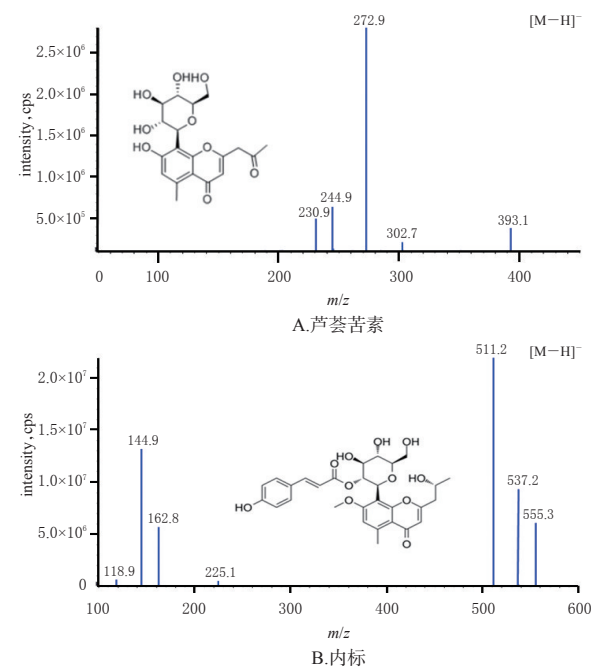 272.9
[M－H]⁻
2.5×10⁶
2.0×10⁶
1.5×10⁶
1.0×10⁶
5.0×10⁵
intensity,cps
OHHO
HO
O
HO
HO
O
O
O
230.9
244.9
302.7
393.1
0 100 200 300 400
m/z
A.芦荟苦素
511.2
[M－H]⁻
2.0×10⁷
1.5×10⁷
1.0×10⁷
5.0×10⁶
0
intensity,cps
144.9
162.8
118.9
225.1
537.2
555.3
OH
OH
HO
O
HO
O
O
O
O
HO
O
100 200 300 400 500 600
m/z
B.内标